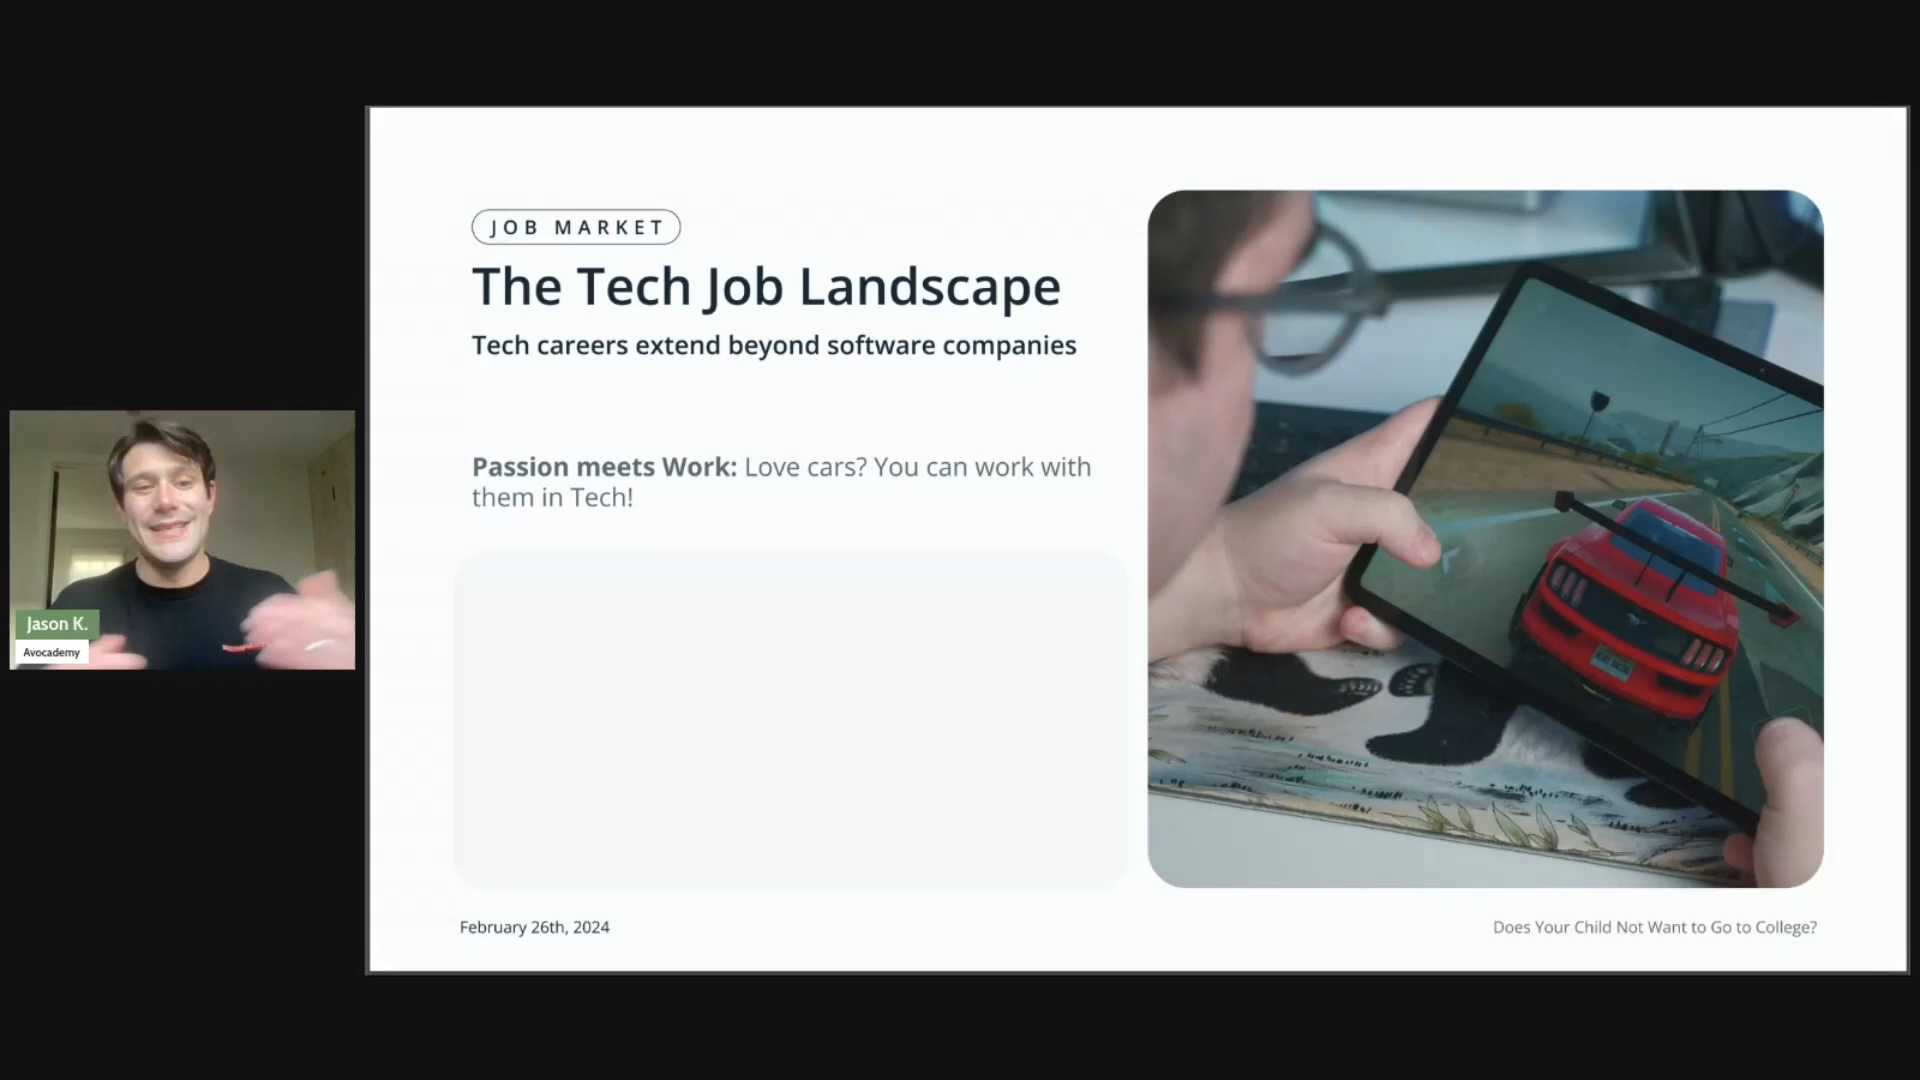 JOB MARKET
The Tech Job Landscape
Tech careers extend beyond software companies
Passion meets Work: Love cars? You can work with
them in Tech!
Jason K.
Avocademy
February 26th, 2024
Does Your Child Not Want to Go to College?